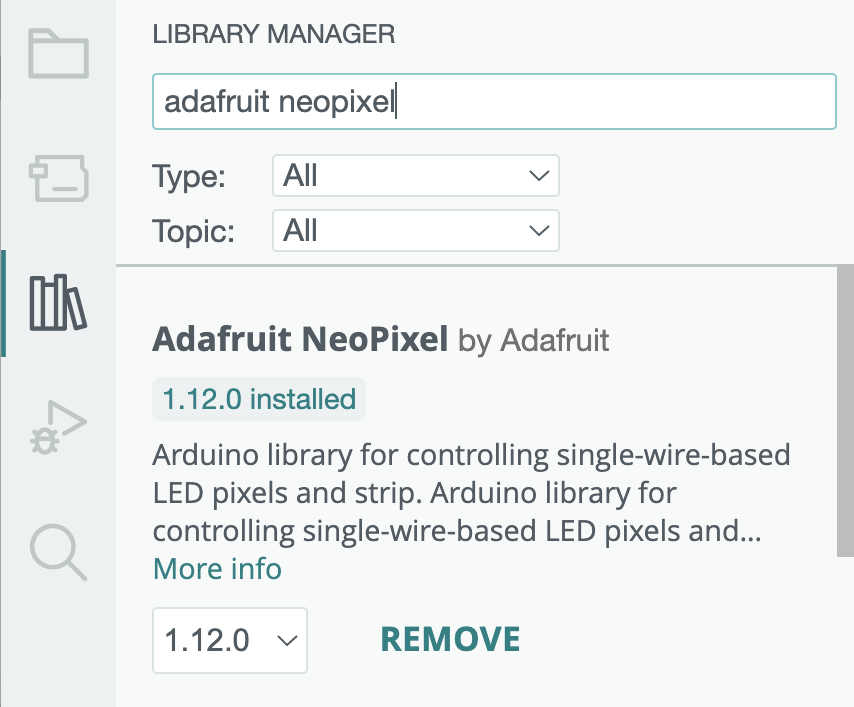 LIBRARY MANAGER
adafruit neopixel
Type: All
Topic: All
Adafruit NeoPixel by Adafruit
1.12.0 installed
Arduino library for controlling single-wire-based
LED pixels and strip. Arduino library for
controlling single-wire-based LED pixels and...
More info
1.12.0 REMOVE